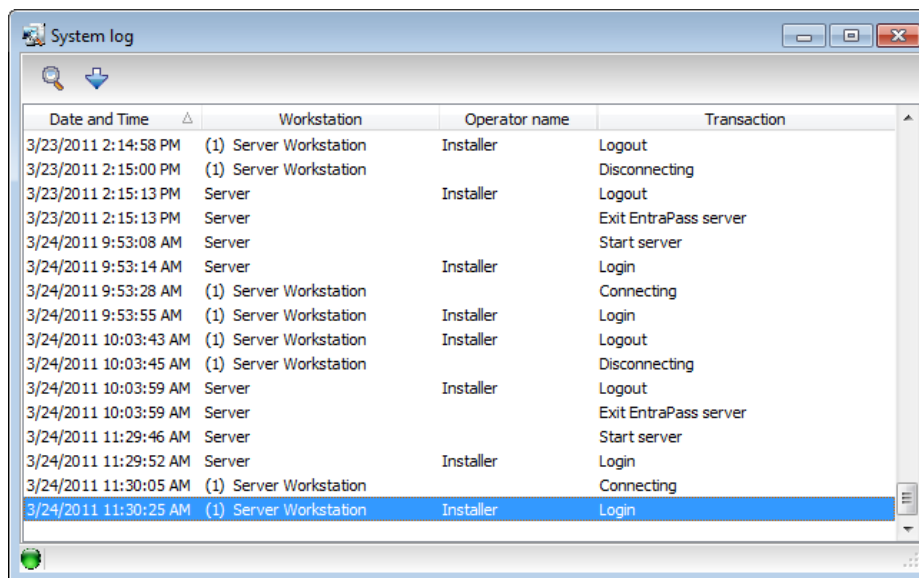 System log
Date and Time Workstation Operator name Transaction
3/23/2011 2:14:58 PM (1) Server Workstation Installer Logout
3/23/2011 2:15:00 PM (1) Server Workstation Disconnecting
3/23/2011 2:15:13 PM Server Installer Logout
3/23/2011 2:15:13 PM Server Exit EntraPass server
3/24/2011 9:53:08 AM Server Start server
3/24/2011 9:53:14 AM Server Installer Login
3/24/2011 9:53:28 AM (1) Server Workstation Connecting
3/24/2011 9:53:55 AM (1) Server Workstation Installer Login
3/24/2011 10:03:43 AM (1) Server Workstation Installer Logout
3/24/2011 10:03:45 AM (1) Server Workstation Disconnecting
3/24/2011 10:03:59 AM Server Installer Logout
3/24/2011 10:03:59 AM Server Exit EntraPass server
3/24/2011 11:29:46 AM Server Start server
3/24/2011 11:29:52 AM Server Installer Login
3/24/2011 11:30:05 AM (1) Server Workstation Connecting
3/24/2011 11:30:25 AM (1) Server Workstation Installer Login